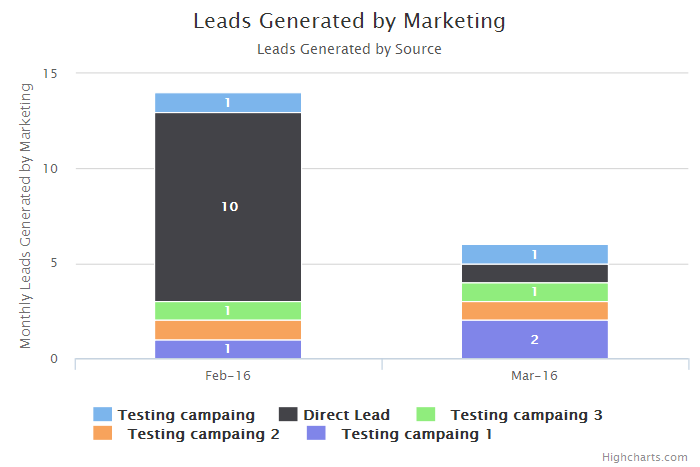 Leads Generated by Marketing
Leads Generated by Source
Monthly Leads Generated by Marketing
15
10
5
0
1
10
1
1
1
1
2
Feb-16
Mar-16
Testing campaing
Direct Lead
Testing campaing 3
Testing campaing 2
Testing campaing 1
Highcharts.com